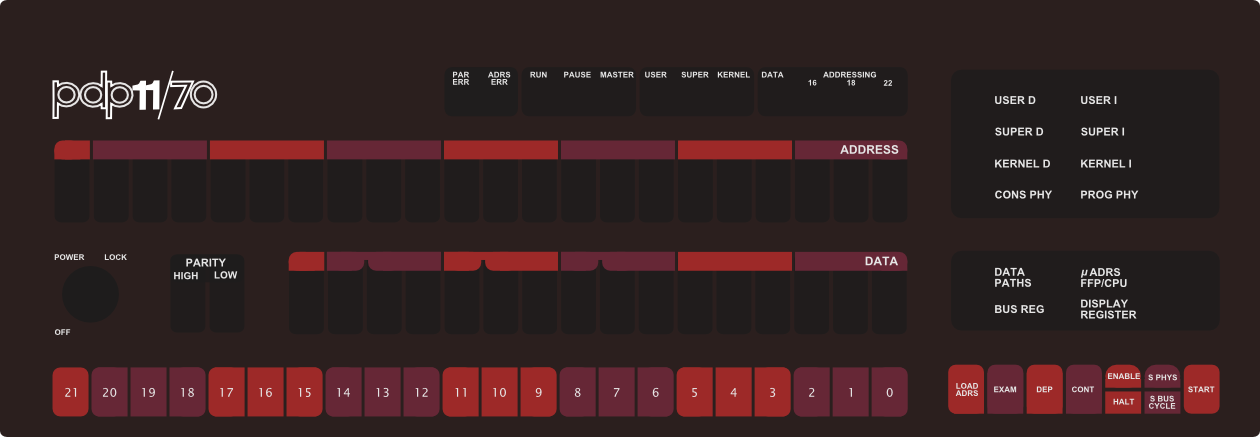 pdp11/70
PAR ERR
ADRS ERR
RUN PAUSE MASTER
USER SUPER KERNEL
DATA ADDRESSING
16 18 22
ADDRESS
USER D USER I
SUPER D SUPER I
KERNEL D KERNEL I
CONS PHY PROG PHY
POWER LOCK
OFF
PARITY
HIGH LOW
DATA
DATA PATHS
μADRS FFP/CPU
BUS REG
DISPLAY REGISTER
21 20 19 18 17 16 15 14 13 12 11 10 9 8 7 6 5 4 3 2 1 0
LOAD ADRS
EXAM
DEP
CONT
ENABLE
HALT
S PHYS
S BUS CYCLE
START